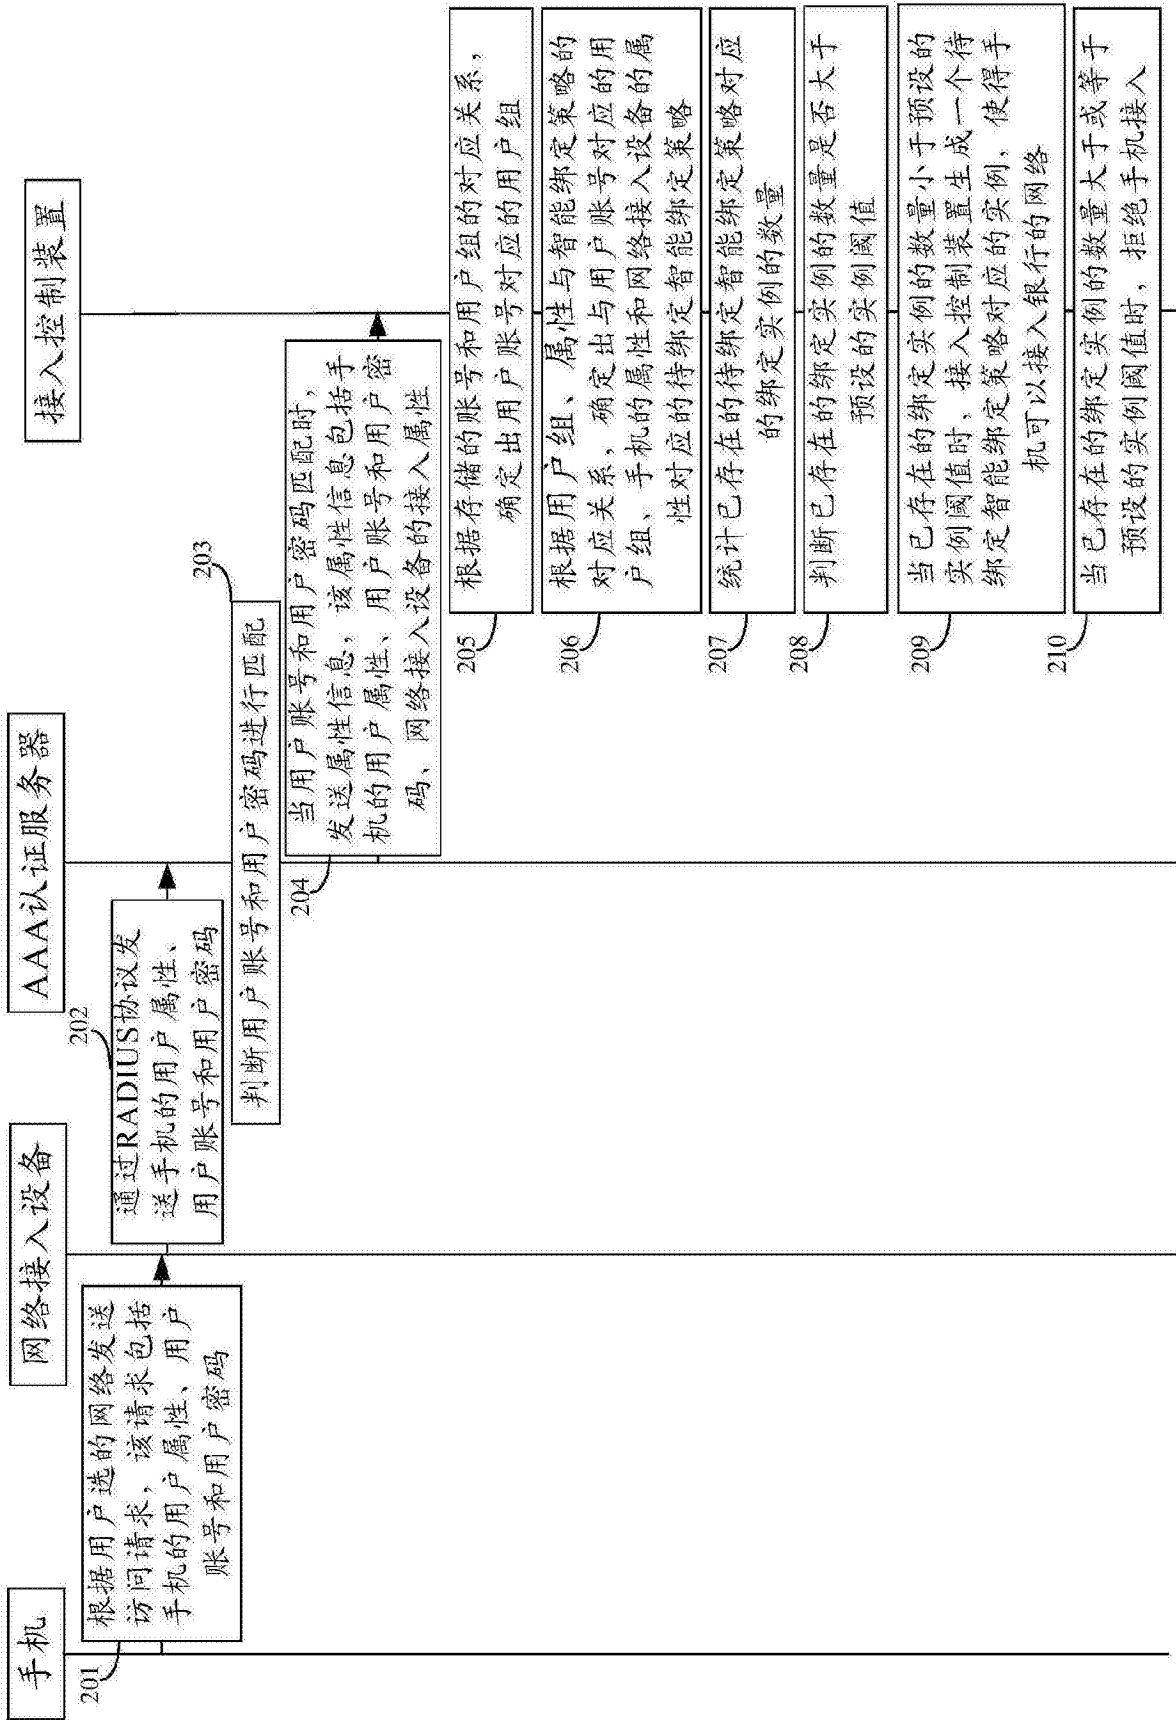 手机
网络接入设备
AAA认证服务器
接入控制装置
201
根据用户选的网络发送
访问请求，该请求包括
手机的用户属性、用户
账号和用户密码
202
通过RADIUS协议发
送手机的用户属性、
用户账号和用户密码
203
判断用户账号和用户密码进行匹配
204
当用户账号和用户密码匹配时，
发送属性信息，该属性信息包括手
机的用户属性、用户账号和用户密
码、网络接入设备的接入属性
205
根据存储的账号和用户组的对应关系，
确定出用户账号对应的用户组
206
根据用户组、属性与智能绑定策略的
对应关系，确定出与用户账号对应的用
户组、手机的属性和网络接入设备的属
性对应的待绑定智能绑定策略
207
统计已存在的待绑定智能绑定策略对应
的绑定实例的数量
208
判断已存在的绑定实例的数量是否大于
预设的实例阈值
209
当已存在的绑定实例的数量小于预设的
实例阈值时，接入控制装置生成一个待
绑定智能绑定策略对应的实例，使得手
机可以接入银行的网络
210
当已存在的绑定实例的数量大于或等于
预设的实例阈值时，拒绝手机接入